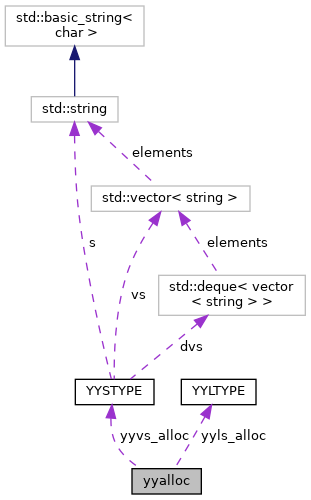 std::basic_string<
char >
std::string
elements
std::vector< string >
s
elements
std::deque< vector
< string > >
vs
dvs
YYSTYPE
YYLTYPE
yyvs_alloc
yyls_alloc
yyalloc